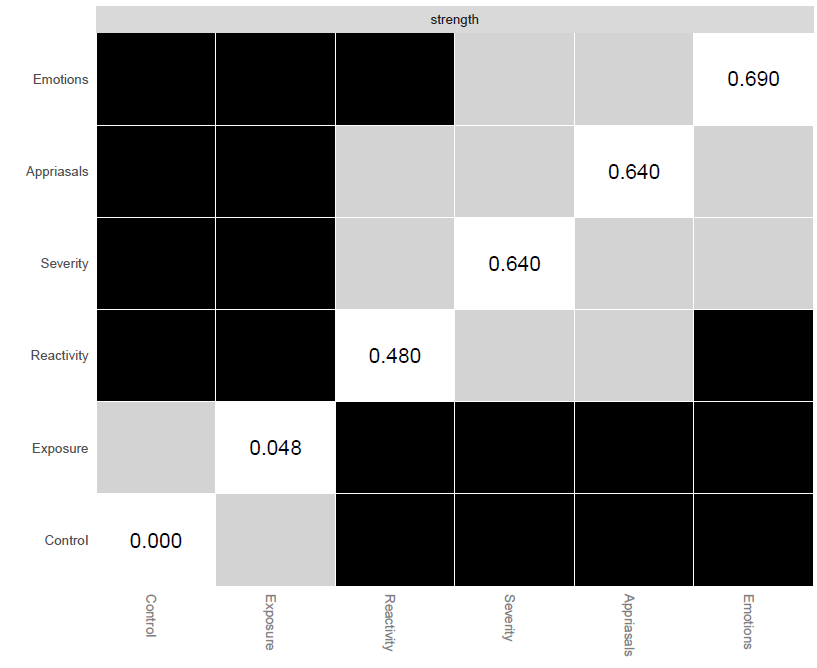 strength
Emotions
0.690
Appriasals
0.640
Severity
0.640
Reactivity
0.480
Exposure
0.048
Control
0.000
Control
Exposure
Reactivity
Severity
Appriasals
Emotions